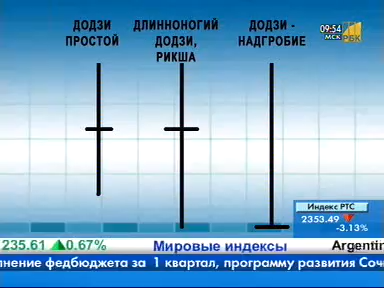 ДОДЗИ
ПРОСТОЙ
ДЛИННОНОГИЙ
ДОДЗИ,
РИКША
ДОДЗИ -
НАДГРОБИЕ
09:54
МСК
РБК
Индекс РТС
2353.49
-3.13%
235.61 0.67%
Мировые индексы
Argentin
лнение федбюджета за 1 квартал, программу развития Соч